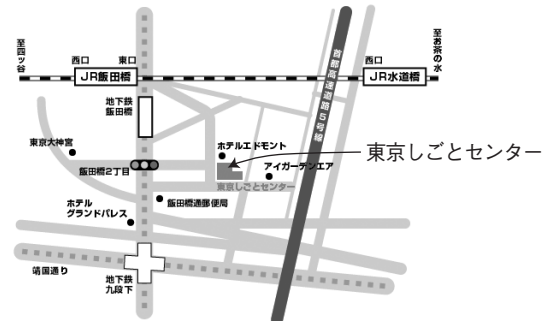 至四ッ谷
西口
東口
JR飯田橋
首都高速道路5号線
西口
JR水道橋
至お茶の水
地下鉄
飯田橋
東京大神宮
飯田橋2丁目
ホテルエドモント
アイガーデンエア
東京しごとセンター
東京しごとセンター
ホテル
グランドパレス
飯田橋通郵便局
靖国通り
地下鉄
九段下